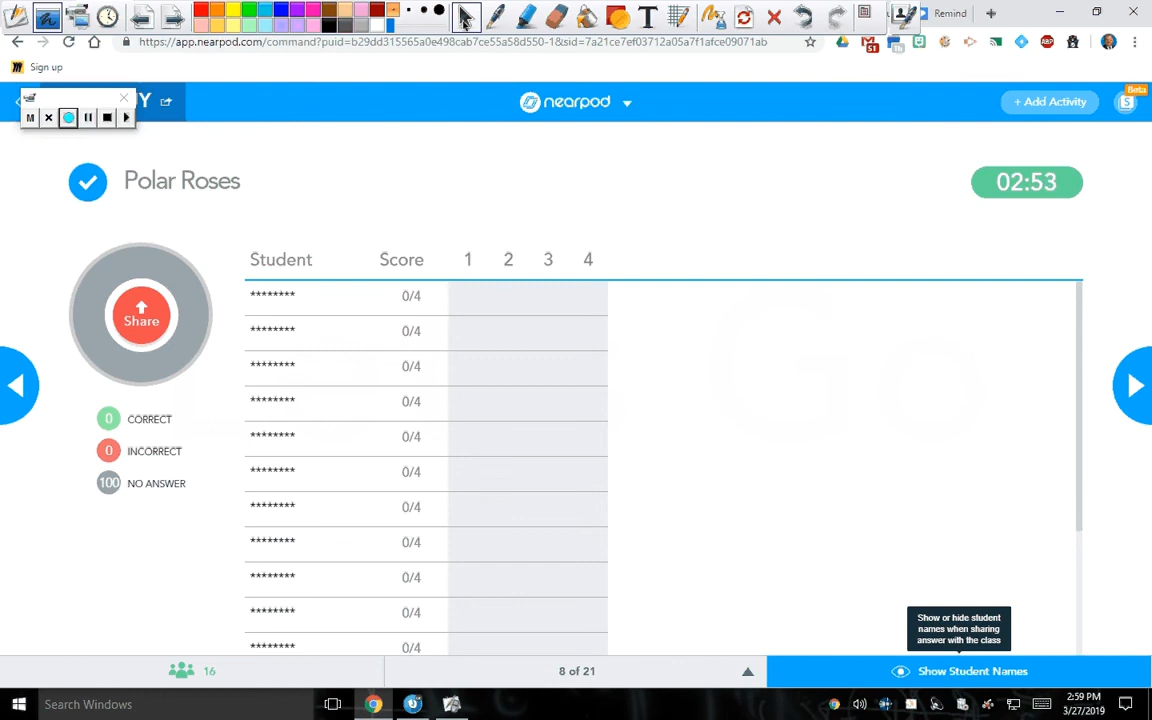 Remind
https://app.nearpod.com/command?puid=b29dd315565a0e498cab7ce55a58d550-1&sid=7a21ce7ef03712a05a7f1afce09071ab
51
ABP
Sign up
Y
nearpod
+ Add Activity
Beta
S
M
Polar Roses
02:53
Share
0 CORRECT
0 INCORRECT
100 NO ANSWER
Student Score 1 2 3 4
******** 0/4
******** 0/4
******** 0/4
******** 0/4
******** 0/4
******** 0/4
******** 0/4
******** 0/4
******** 0/4
******** 0/4
******** 0/4
Show or hide student
names when sharing
answer with the class
16
8 of 21
Show Student Names
Search Windows
2:59 PM
3/27/2019